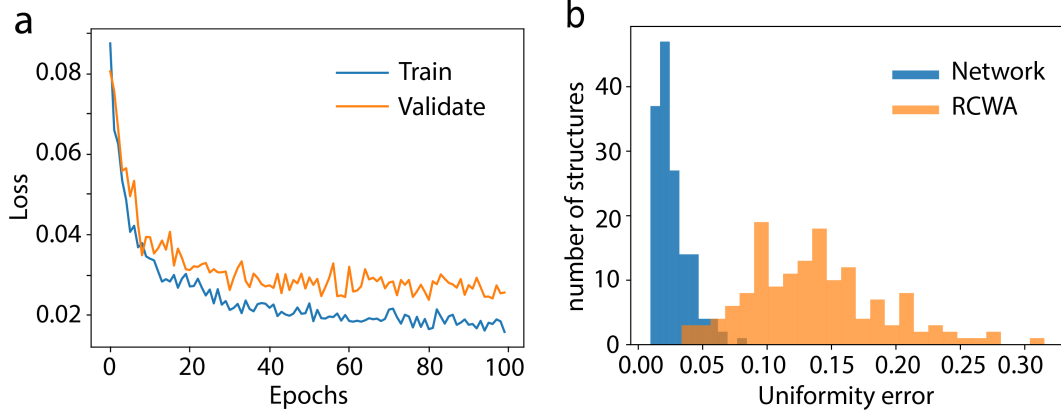 a
Loss
0.08
0.06
0.04
0.02
0 20 40 60 80 100
Epochs
Train
Validate
b
number of structures
40
30
20
10
0
0.00 0.05 0.10 0.15 0.20 0.25 0.30
Uniformity error
Network
RCWA